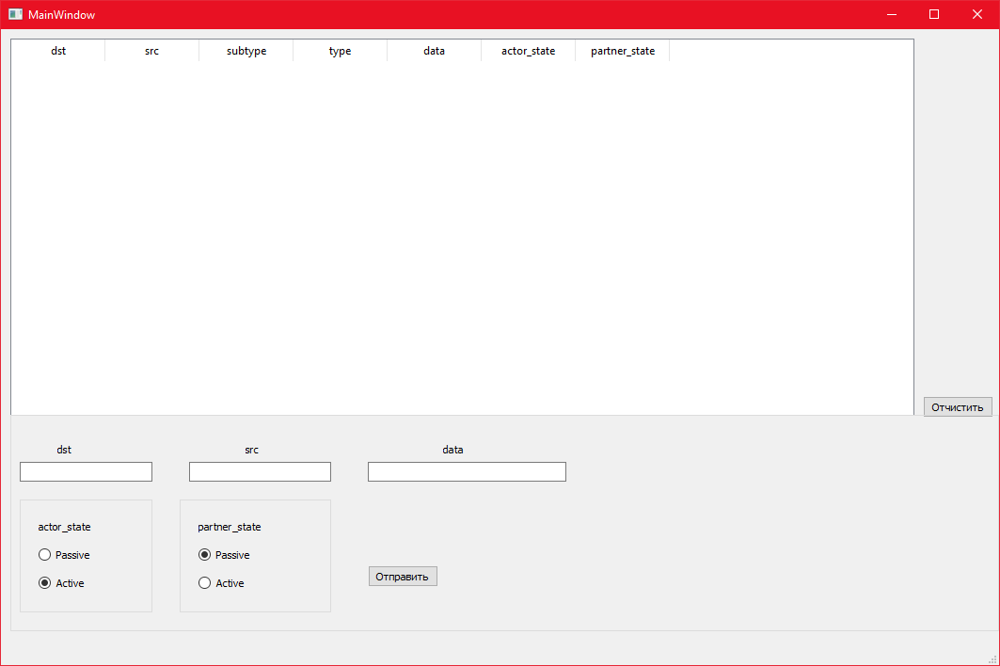 MainWindow
dst src subtype type data actor_state partner_state
Отчистить
dst src data
actor_state partner_state
Passive Passive
Active Active
Отправить